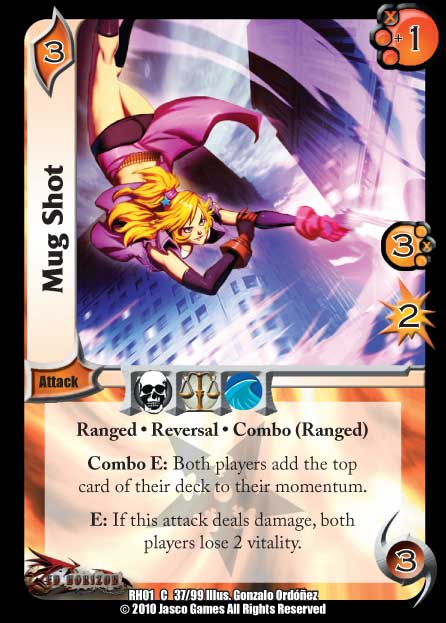 3
+ 1
Mug Shot
3
2
Attack
Ranged • Reversal • Combo (Ranged)
Combo E: Both players add the top
card of their deck to their momentum.
E: If this attack deals damage, both
players lose 2 vitality.
RED HORIZON
3
RH01 C 37/99 Illus. Gonzalo Ordóñez
© 2010 Jasco Games All Rights Reserved